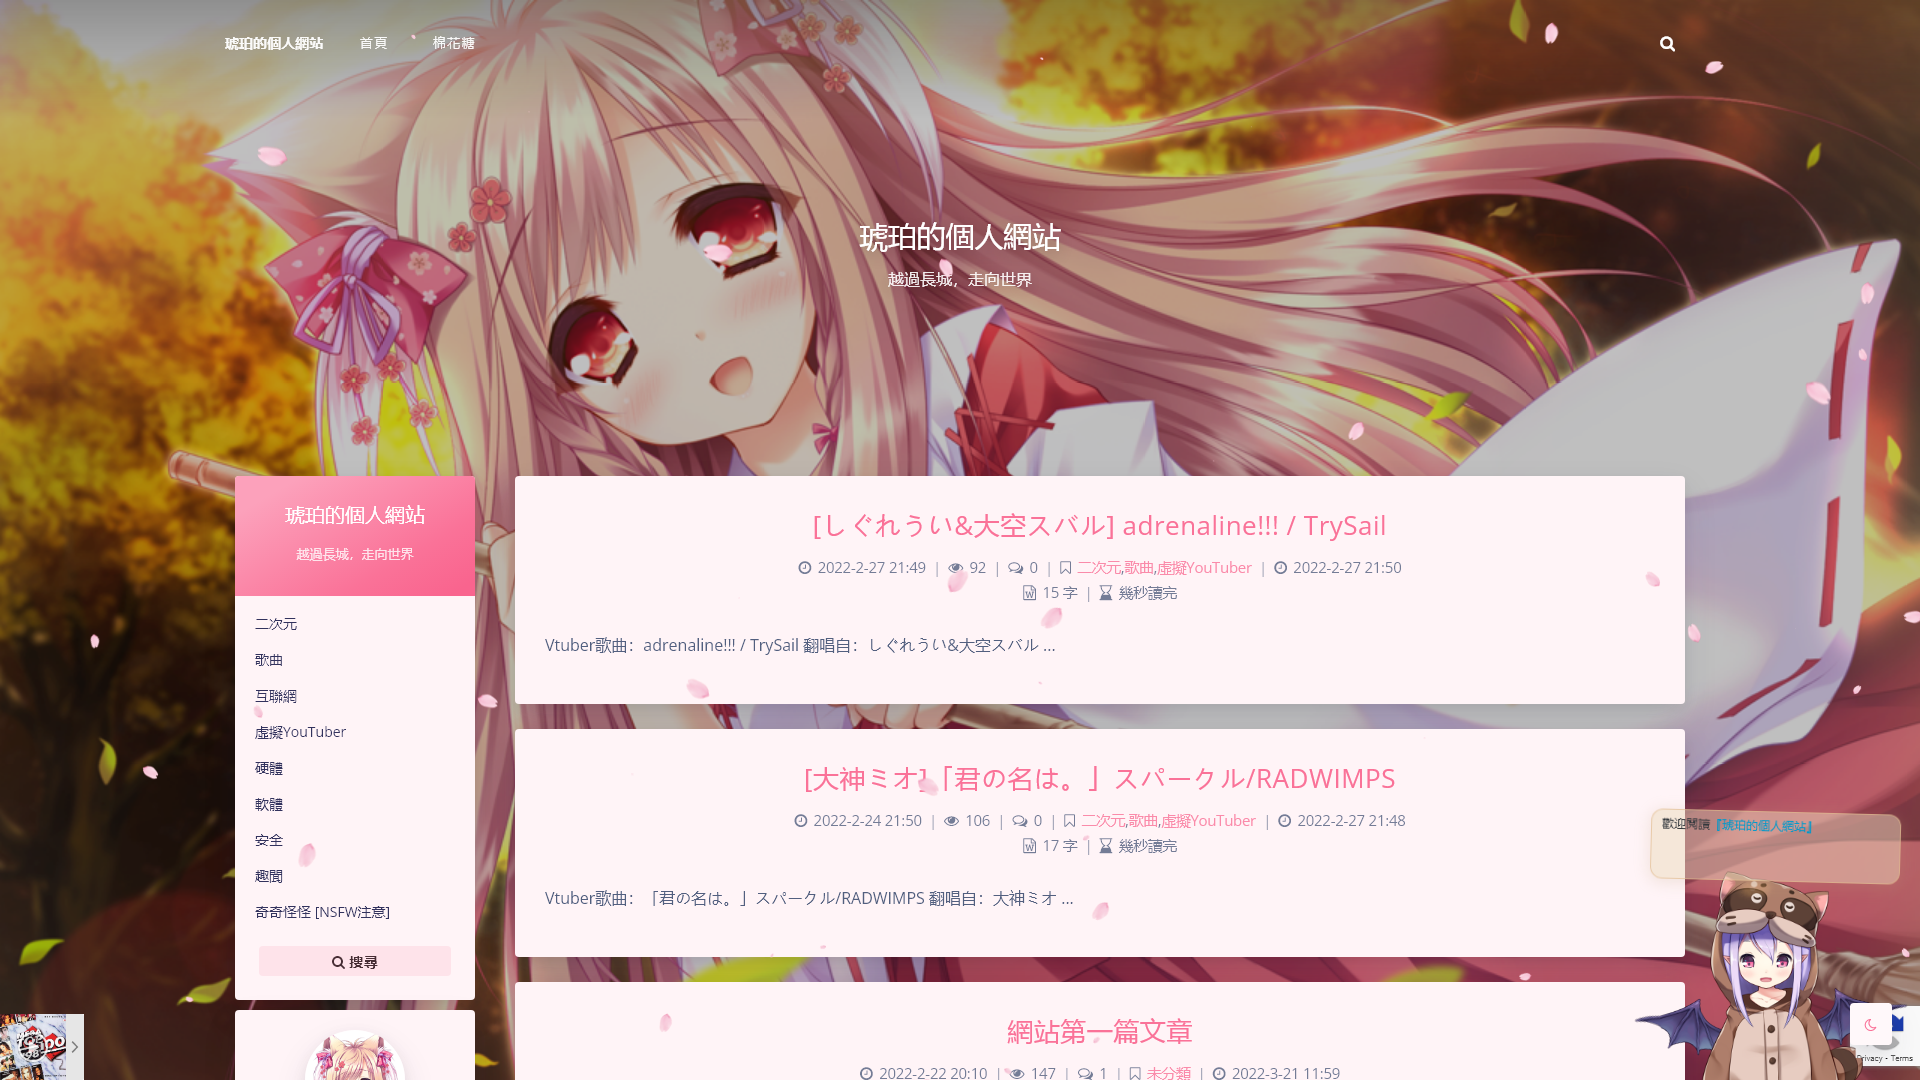 琥珀的個人網站 首頁 棉花糖
琥珀的個人網站
越過長城，走向世界
琥珀的個人網站
越過長城，走向世界
二次元
歌曲
互聯網
虛擬YouTuber
硬體
軟體
安全
趣聞
奇奇怪怪 [NSFW注意]
搜尋
[しぐれうい&大空スバル] adrenaline!!! / TrySail
2022-2-27 21:49 | 92 | 0 | 二次元,歌曲,虛擬YouTuber | 2022-2-27 21:50
15 字 | 幾秒讀完
Vtuber歌曲：adrenaline!!! / TrySail 翻唱自：しぐれうい&大空スバル ...
[大神ミオ]「君の名は。」スパークル/RADWIMPS
2022-2-24 21:50 | 106 | 0 | 二次元,歌曲,虛擬YouTuber | 2022-2-27 21:48
17 字 | 幾秒讀完
Vtuber歌曲：「君の名は。」スパークル/RADWIMPS 翻唱自：大神ミオ ...
網站第一篇文章
2022-2-22 20:10 | 147 | 1 | 未分類 | 2022-3-21 11:59
歡迎閱讀『琥珀的個人網站』
Privacy - Terms